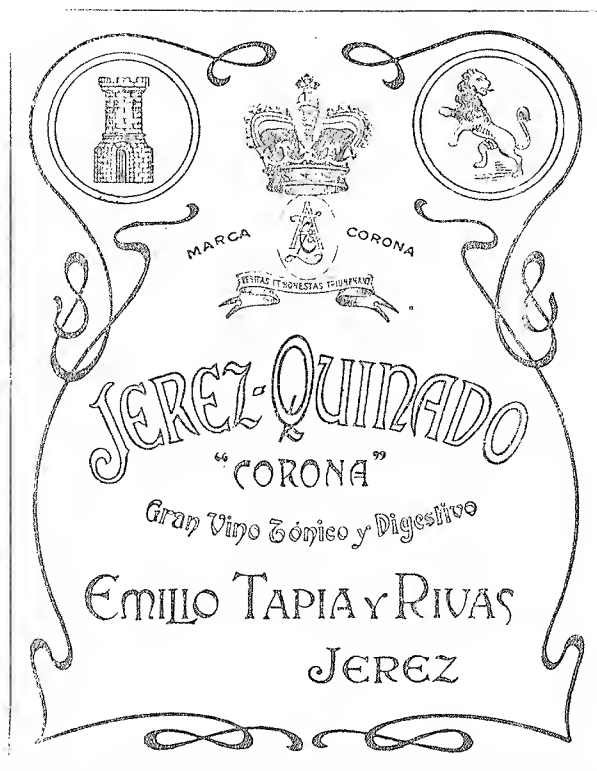 MARCA CORONA
VERITAS ET HONESTAS TRIUMPHANT
JEREZ-QUINADO
"CORONA"
Gran Vino Tónico y Digestivo
EMILIO TAPIA Y RIVAS
JEREZ